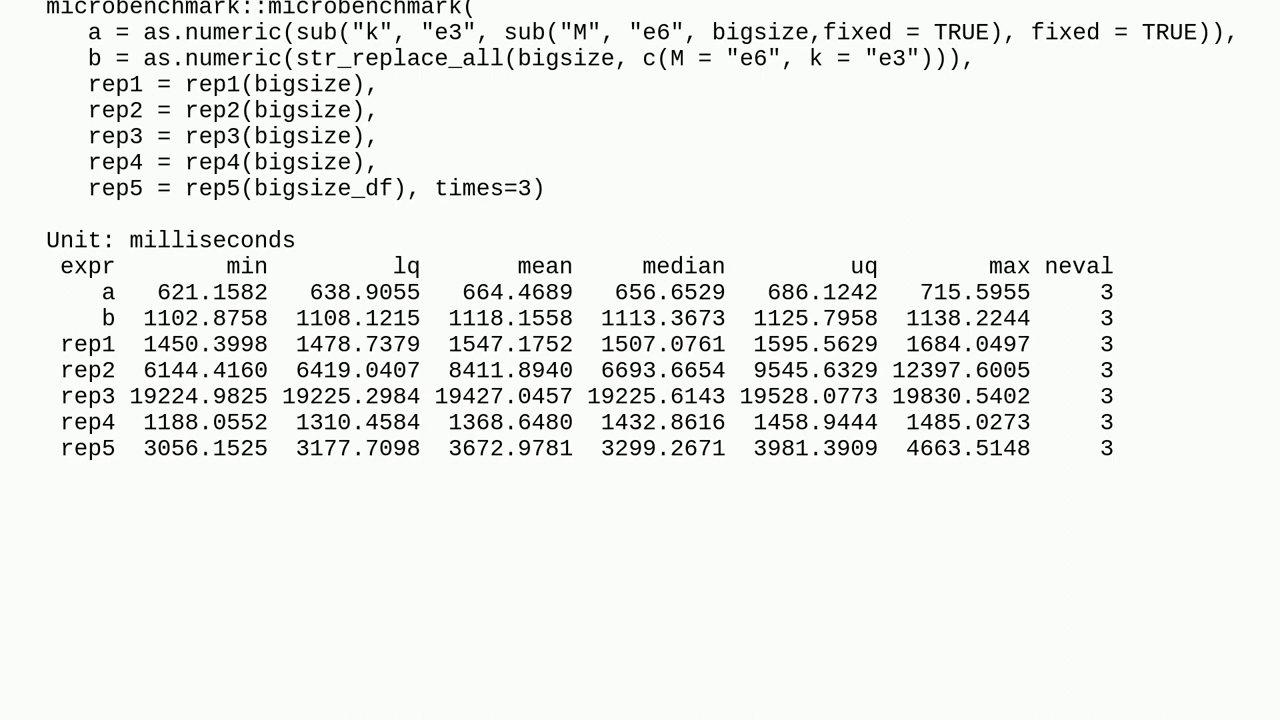 microbenchmark::microbenchmark(
   a = as.numeric(sub("k", "e3", sub("M", "e6", bigsize,fixed = TRUE), fixed = TRUE)),
   b = as.numeric(str_replace_all(bigsize, c(M = "e6", k = "e3"))),
   rep1 = rep1(bigsize),
   rep2 = rep2(bigsize),
   rep3 = rep3(bigsize),
   rep4 = rep4(bigsize),
   rep5 = rep5(bigsize_df), times=3)
Unit: milliseconds
 expr        min         lq       mean     median         uq        max neval
    a   621.1582   638.9055   664.4689   656.6529   686.1242   715.5955     3
    b  1102.8758  1108.1215  1118.1558  1113.3673  1125.7958  1138.2244     3
 rep1  1450.3998  1478.7379  1547.1752  1507.0761  1595.5629  1684.0497     3
 rep2  6144.4160  6419.0407  8411.8940  6693.6654  9545.6329 12397.6005     3
 rep3 19224.9825 19225.2984 19427.0457 19225.6143 19528.0773 19830.5402     3
 rep4  1188.0552  1310.4584  1368.6480  1432.8616  1458.9444  1485.0273     3
 rep5  3056.1525  3177.7098  3672.9781  3299.2671  3981.3909  4663.5148     3